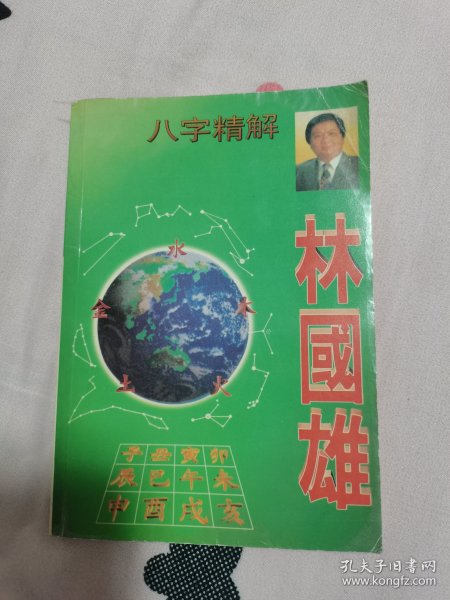 八字精解
林國雄
水
金
木
土
火
子丑寅卯
辰巳午未
申酉戌亥
孔夫子旧书网
www.kongfz.com